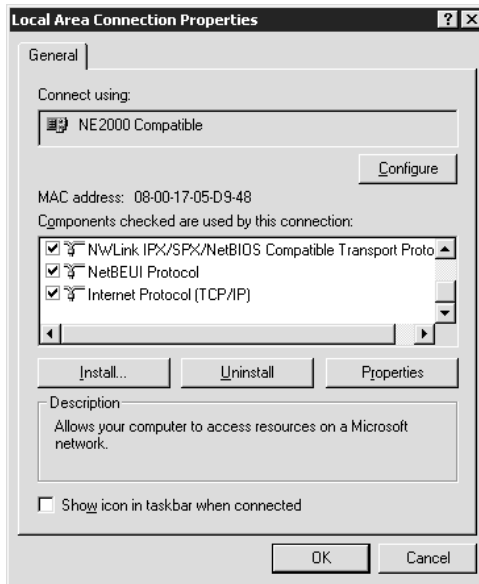 Local Area Connection Properties
General
Connect using:
NE2000 Compatible
Configure
MAC address: 08-00-17-05-D9-48
Components checked are used by this connection:
NWLink IPX/SPX/NetBIOS Compatible Transport Proto
NetBEUI Protocol
Internet Protocol (TCP/IP)
Install... Uninstall Properties
Description
Allows your computer to access resources on a Microsoft
network.
Show icon in taskbar when connected
OK Cancel